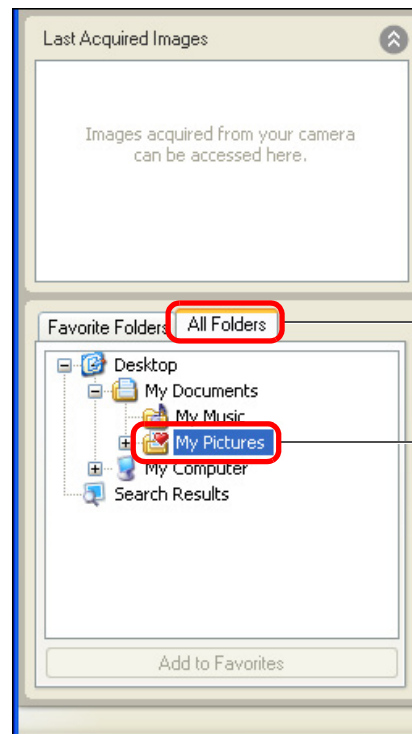 Last Acquired Images
Images acquired from your camera
can be accessed here.
Favorite Folders All Folders
Desktop
My Documents
My Music
My Pictures
My Computer
Search Results
Add to Favorites